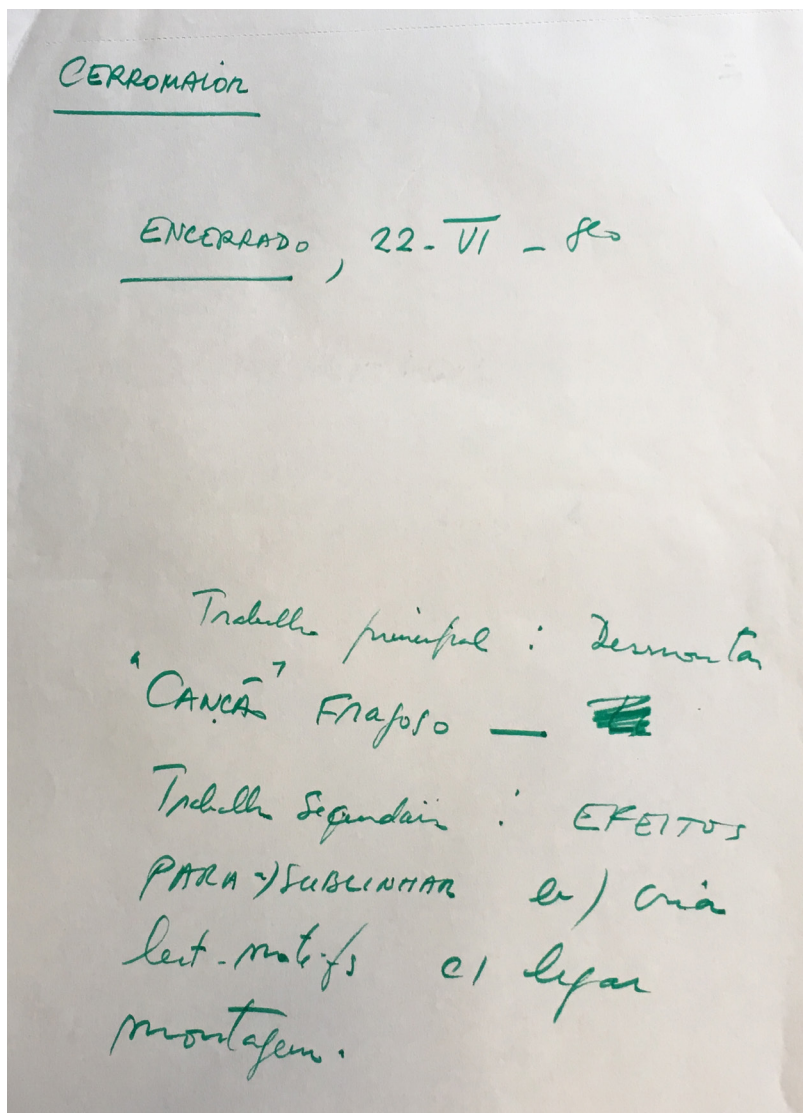 CERROMAIOR
ENCERRADO, 22-VI-80
Trabalho principal : Desmontar
"CANÇÃO" Fragoso —
Trabalho Secundário : EFEITOS
PARA a) SUBLINHAR b) criar
leit-motifs c) ligar
montagem.